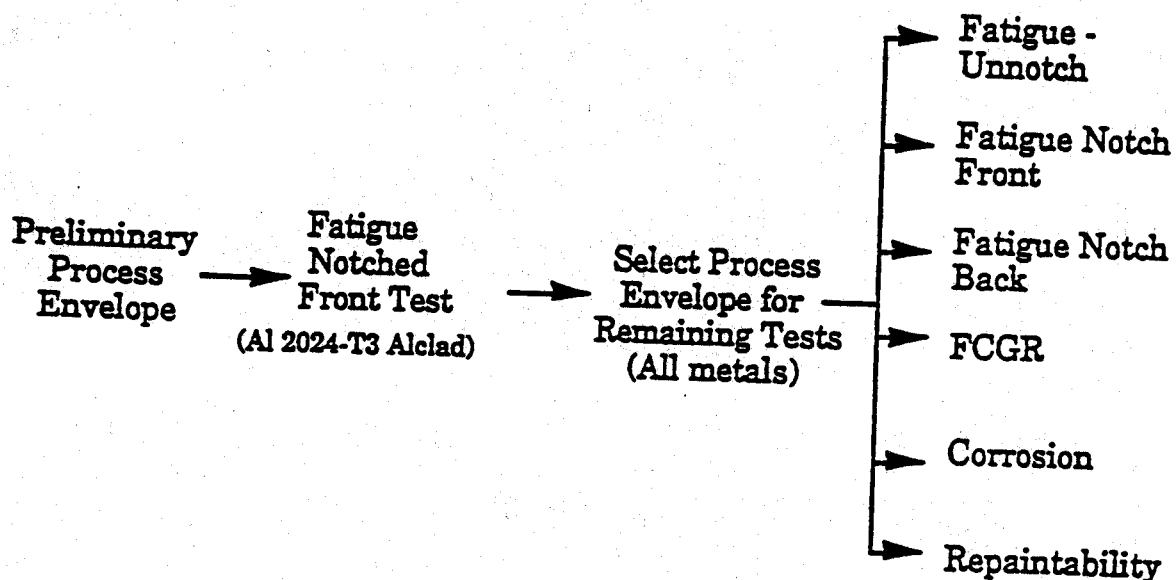 Preliminary
Process
Envelope
Fatigue
Notched
Front Test
(Al 2024-T3 Alclad)
Select Process
Envelope for
Remaining Tests
(All metals)
Fatigue -
Unnotch
Fatigue Notch
Front
Fatigue Notch
Back
FCGR
Corrosion
Repaintability